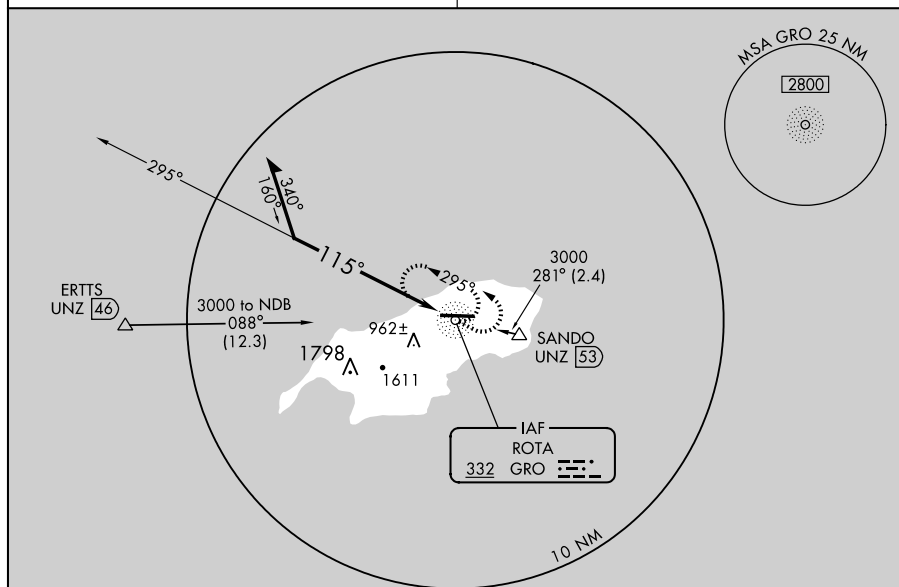 MSA GRO 25 NM
2800
295°
340°
160°
115°
295°
3000
281° (2.4)
ERTTS
UNZ 46
3000 to NDB
088°
(12.3)
962±
SANDO
UNZ 53
1798
1611
IAF
ROTA
332 GRO
10 NM